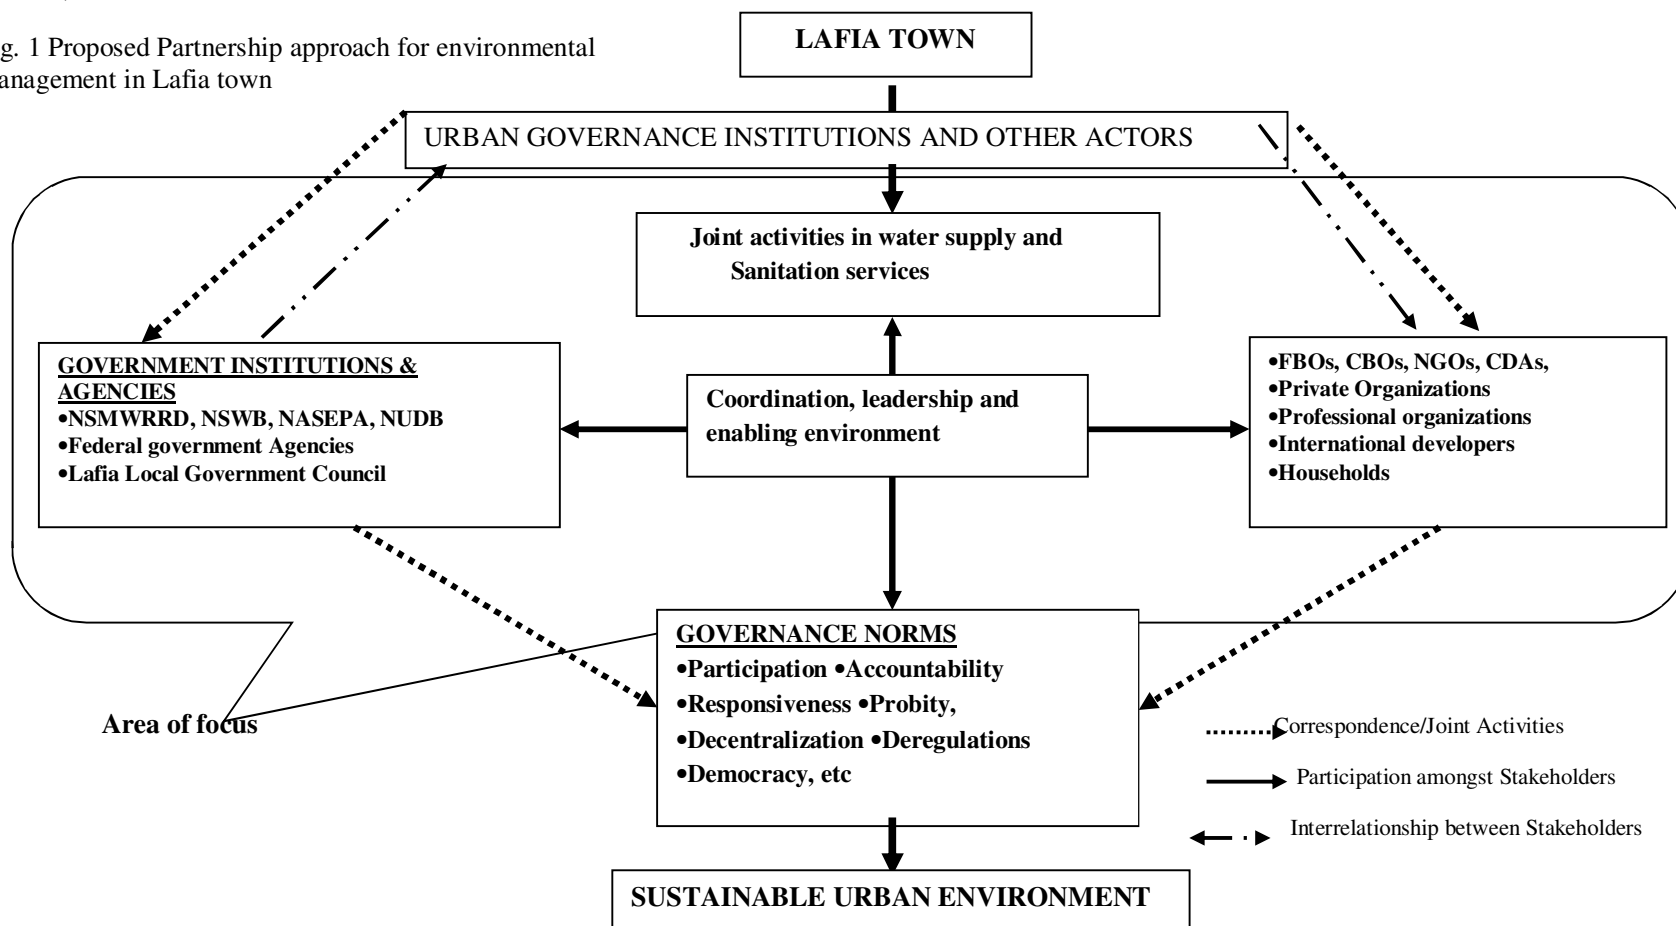 LAFIA TOWN
g. 1 Proposed Partnership approach for environmental
anagement in Lafia town
URBAN GOVERNANCE INSTITUTIONS AND OTHER ACTORS
Joint activities in water supply and
Sanitation services
GOVERNMENT INSTITUTIONS &
AGENCIES
•NSMWRRD, NSWB, NASEPA, NUDB
•Federal government Agencies
•Lafia Local Government Council
Coordination, leadership and
enabling environment
•FBOs, CBOs, NGOs, CDAs,
•Private Organizations
•Professional organizations
•International developers
•Households
GOVERNANCE NORMS
•Participation •Accountability
•Responsiveness •Probity,
•Decentralization •Deregulations
•Democracy, etc
Area of focus
Correspondence/Joint Activities
Participation amongst Stakeholders
Interrelationship between Stakeholders
SUSTAINABLE URBAN ENVIRONMENT